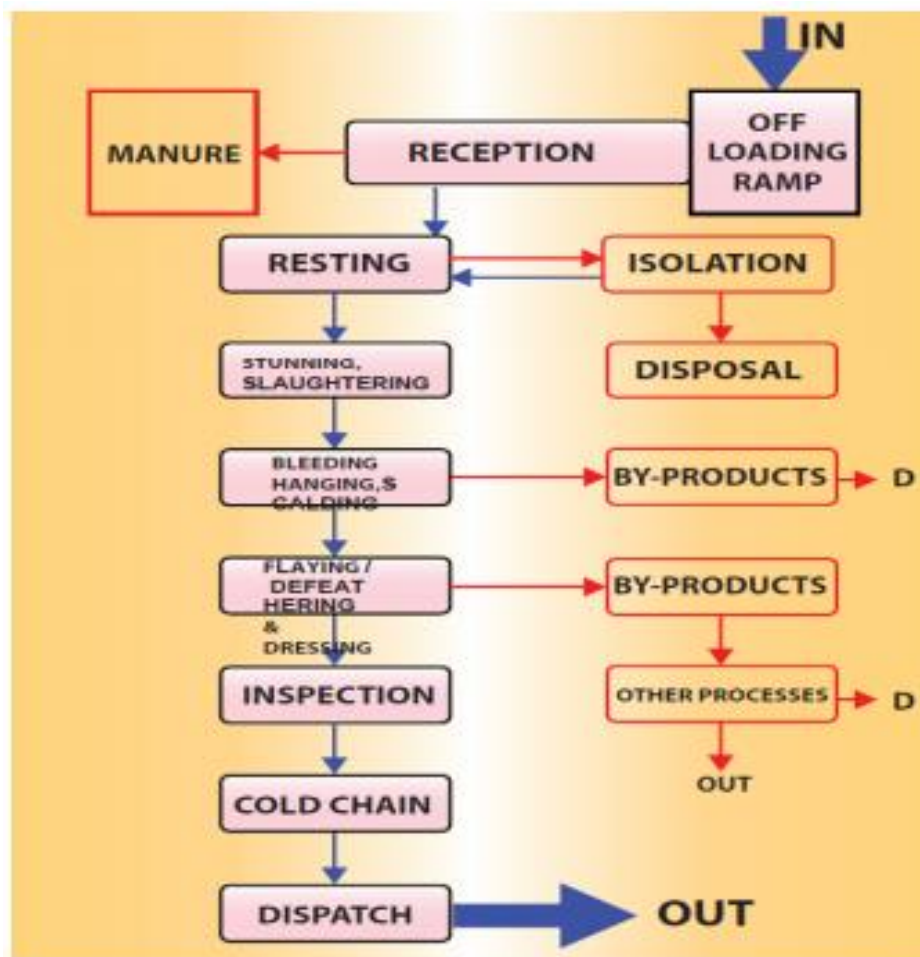 IN
OFF
LOADING
RAMP
MANURE
RECEPTION
RESTING
ISOLATION
STUNNING,
SLAUGHTERING
DISPOSAL
BLEEDING
HANGING,S
CALDING
BY-PRODUCTS
D
FLAYING /
DEFEAT
HERING
&
DRESSING
BY-PRODUCTS
INSPECTION
OTHER PROCESSES
D
OUT
COLD CHAIN
DISPATCH
OUT